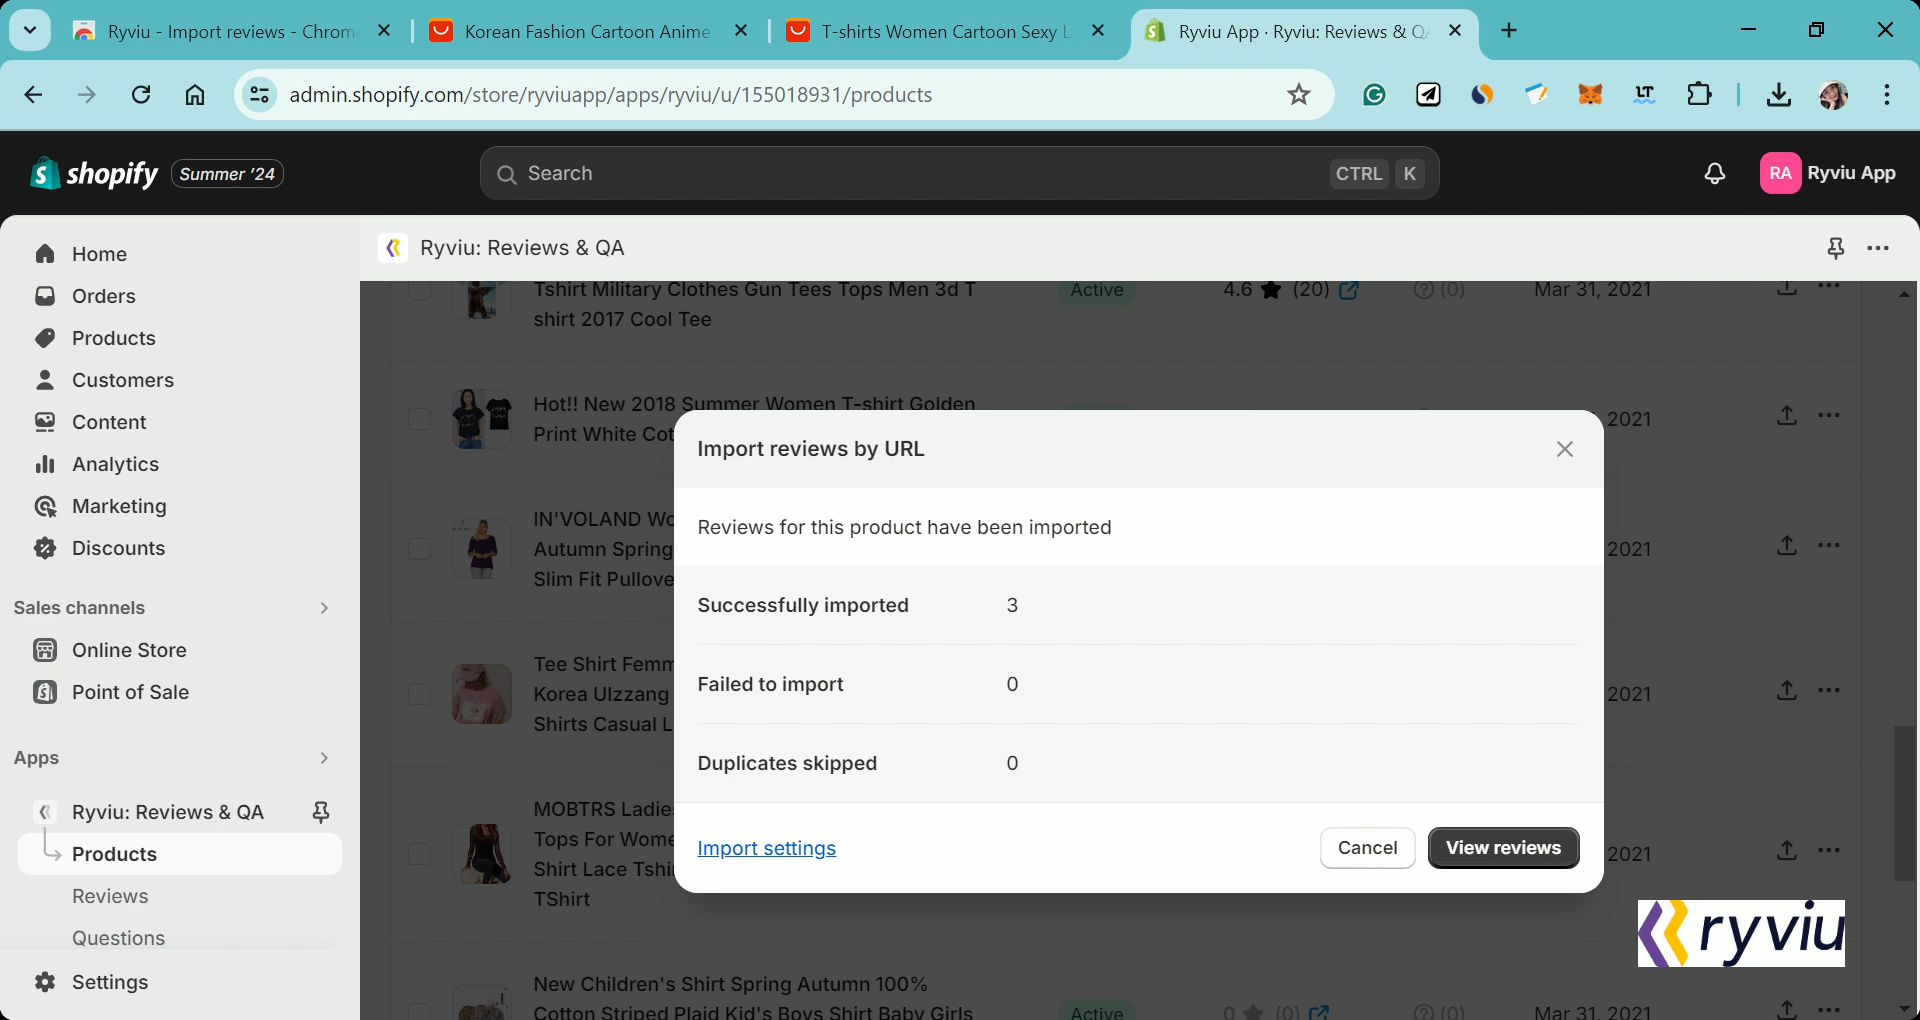 Ryviu - Import reviews - Chrom
Korean Fashion Cartoon Anime
T-shirts Women Cartoon Sexy L
Ryviu App · Ryviu: Reviews & Q
admin.shopify.com/store/ryviuapp/apps/ryviu/u/155018931/products
LT
shopify
Summer '24
Search
CTRL K
RA
Ryviu App
Home
Orders
Products
Customers
Content
Analytics
Marketing
Discounts
Sales channels
Online Store
Point of Sale
Apps
Ryviu: Reviews & QA
Products
Reviews
Questions
Settings
Ryviu: Reviews & QA
Tshirt Military Clothes Gun Tees Tops Men 3d T
shirt 2017 Cool Tee
Active
4.6 (20)
(0)
Mar 31, 2021
Hot!! New 2018 Summer Women T-shirt Golden
Print White Cot
2021
IN'VOLAND Wo
Autumn Spring
Slim Fit Pullove
2021
Tee Shirt Femm
Korea Ulzzang
Shirts Casual L
2021
MOBTRS Ladie
Tops For Wome
Shirt Lace Tshi
TShirt
2021
New Children's Shirt Spring Autumn 100%
Cotton Striped Plaid Kid's Boys Shirt Baby Girls
Active
0 (0)
(0)
Mar 31, 2021
Import reviews by URL
Reviews for this product have been imported
Successfully imported 3
Failed to import 0
Duplicates skipped 0
Import settings
Cancel
View reviews
ryviu